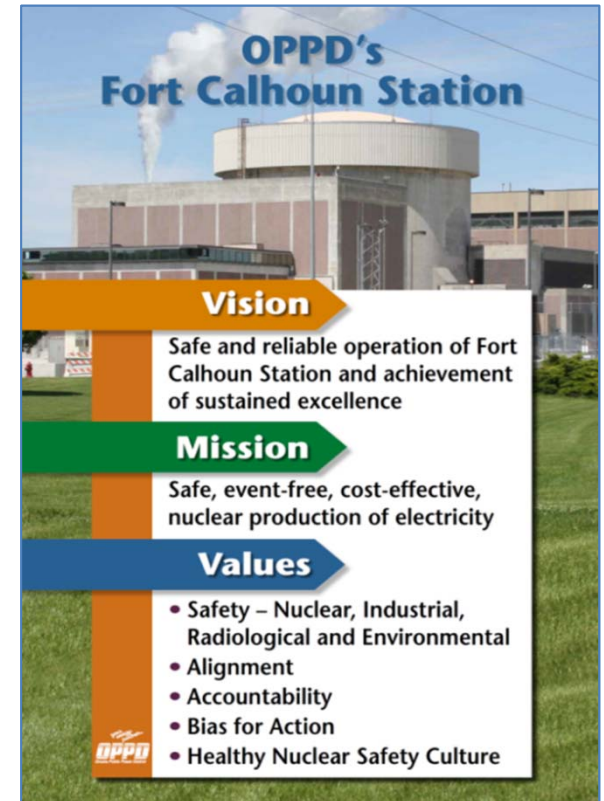 OPPD's
Fort Calhoun Station
Vision
Safe and reliable operation of Fort
Calhoun Station and achievement
of sustained excellence
Mission
Safe, event-free, cost-effective,
nuclear production of electricity
Values
• Safety – Nuclear, Industrial,
Radiological and Environmental
• Alignment
• Accountability
• Bias for Action
• Healthy Nuclear Safety Culture
OPPD